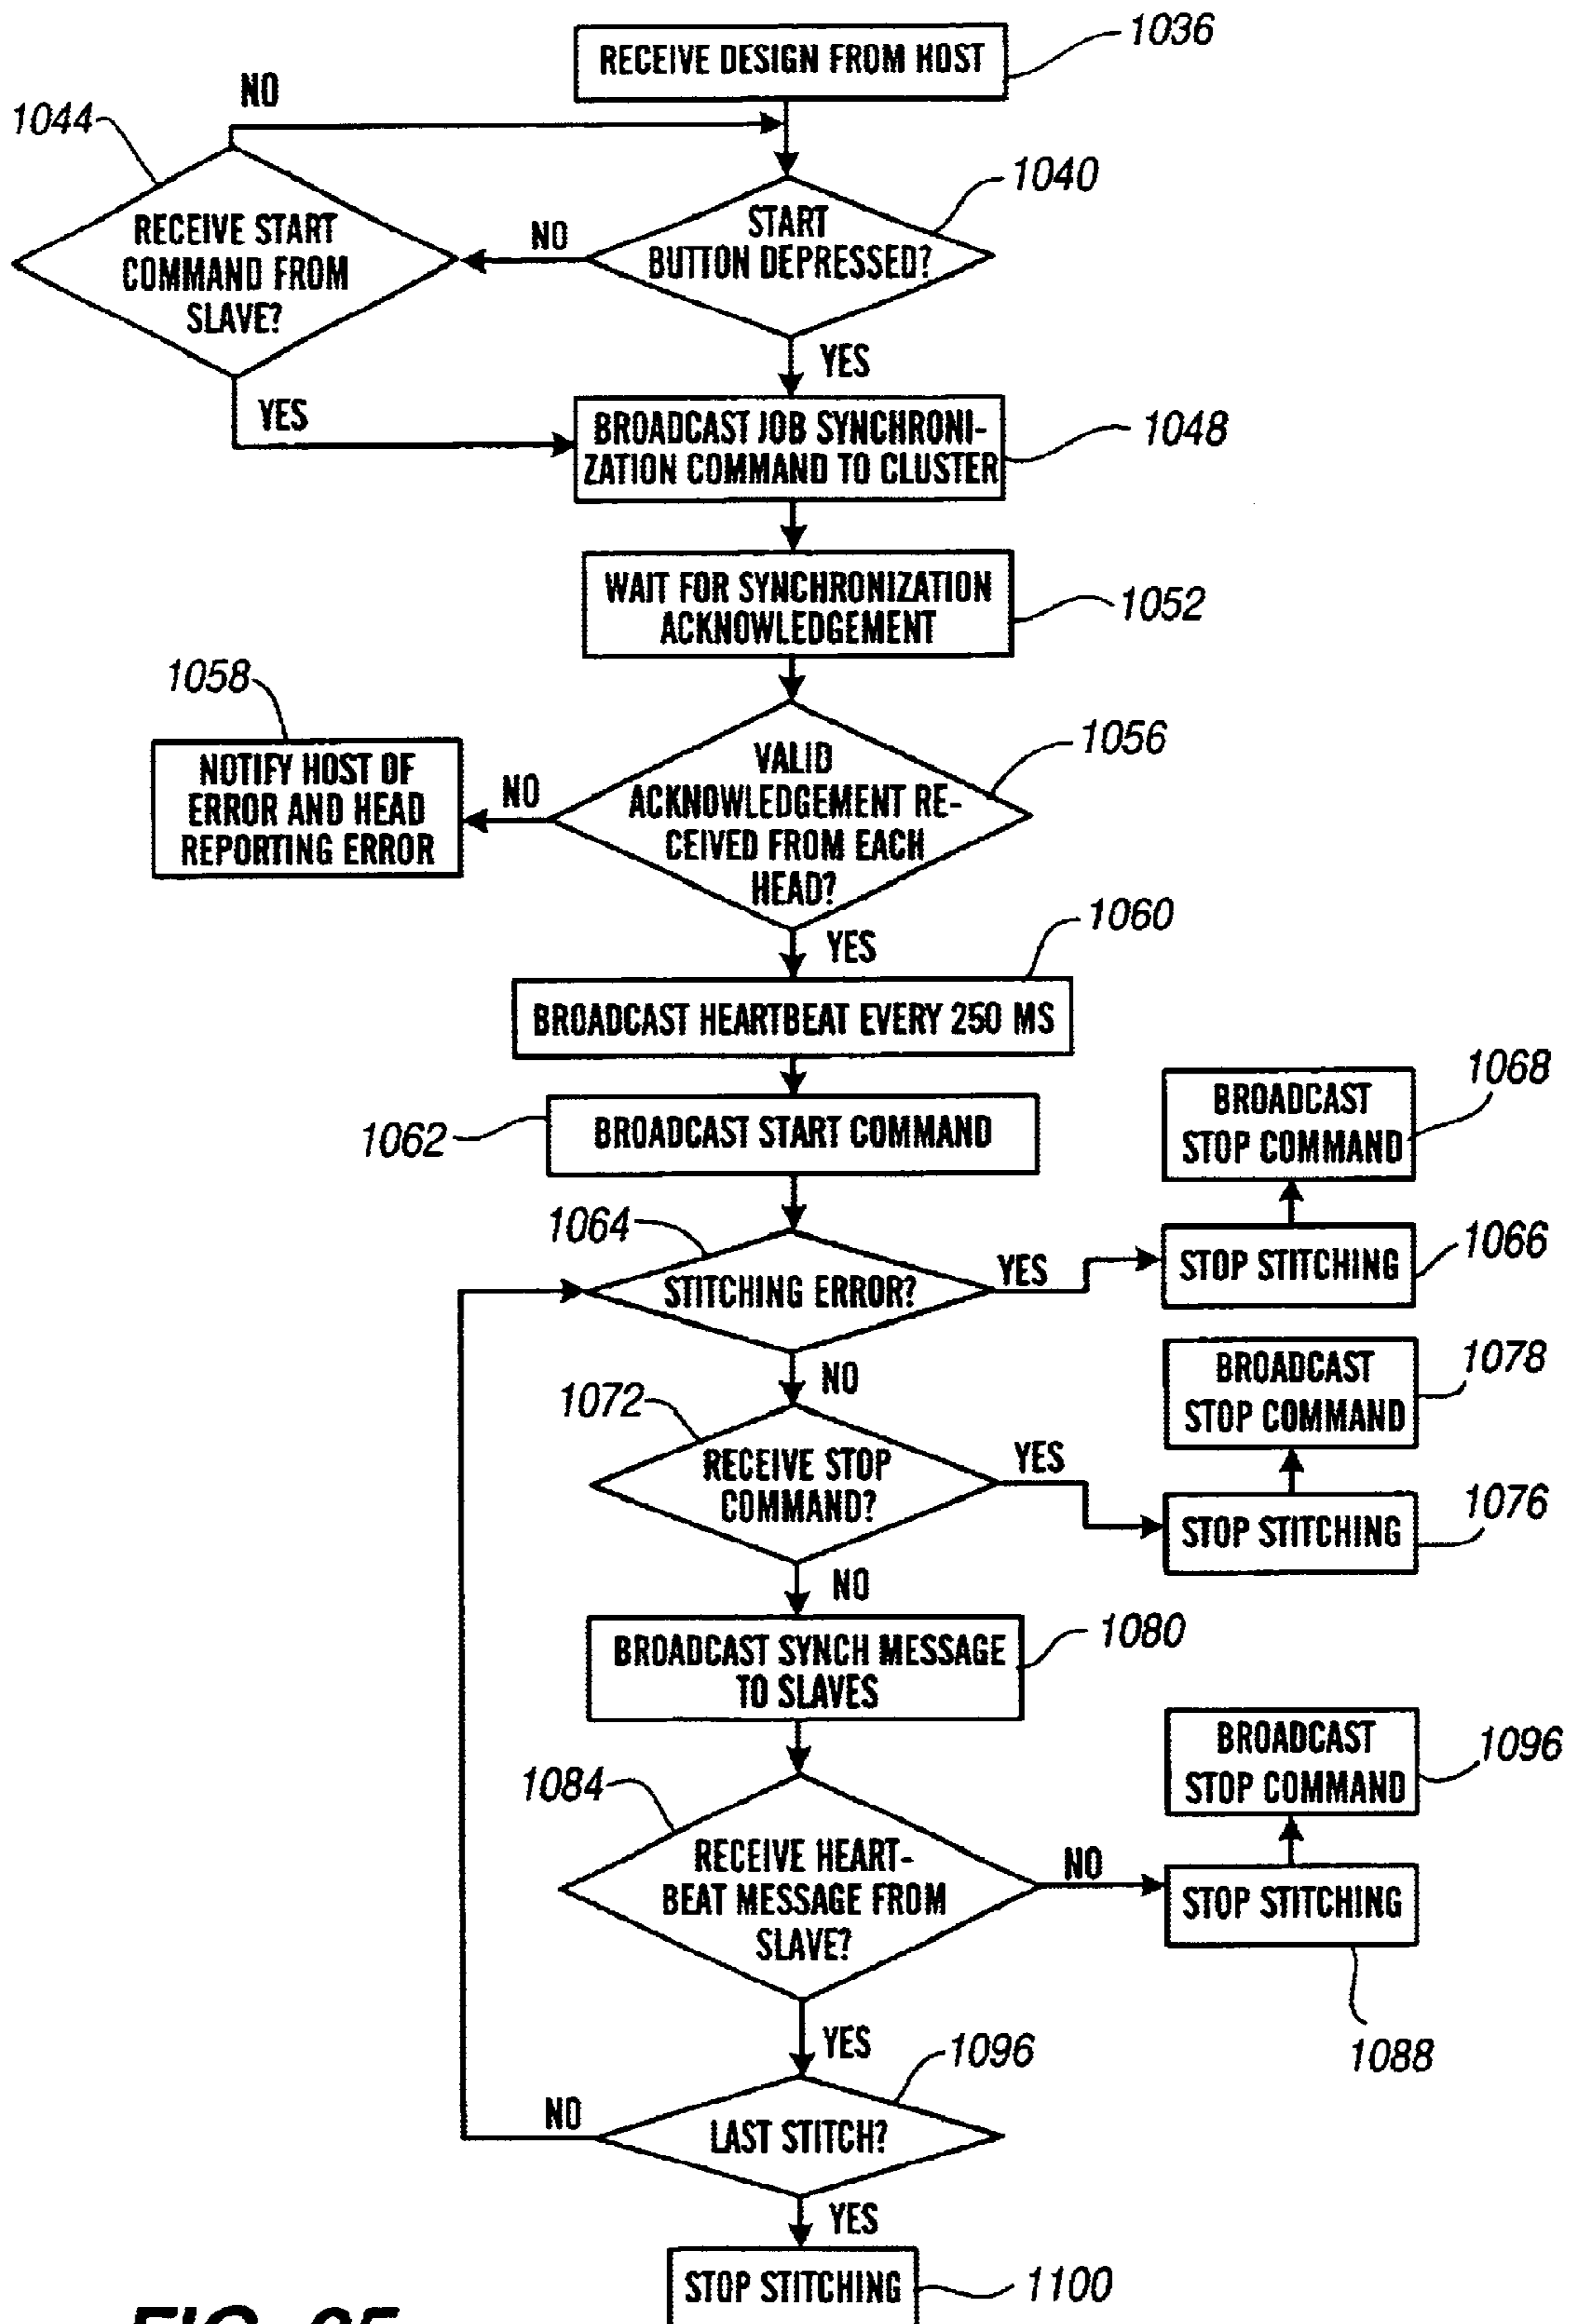 RECEIVE DESIGN FROM HOST
1036
NO
1044
1040
START
BUTTON DEPRESSED?
NO
RECEIVE START
COMMAND FROM
SLAVE?
YES
YES
BROADCAST JOB SYNCHRONI-
ZATION COMMAND TO CLUSTER
1048
WAIT FOR SYNCHRONIZATION
ACKNOWLEDGEMENT
1052
1058
NOTIFY HOST OF
ERROR AND HEAD
REPORTING ERROR
NO
VALID
ACKNOWLEDGEMENT RE-
CEIVED FROM EACH
HEAD?
1056
YES
1060
BROADCAST HEARTBEAT EVERY 250 MS
1062
BROADCAST START COMMAND
BROADCAST
STOP COMMAND
1068
1064
STITCHING ERROR?
YES
STOP STITCHING
1066
NO
BROADCAST
STOP COMMAND
1078
1072
RECEIVE STOP
COMMAND?
YES
STOP STITCHING
1076
NO
BROADCAST SYNCH MESSAGE
TO SLAVES
1080
BROADCAST
STOP COMMAND
1096
1084
RECEIVE HEART-
BEAT MESSAGE FROM
SLAVE?
NO
STOP STITCHING
1088
YES
1096
NO
LAST STITCH?
YES
STOP STITCHING
1100